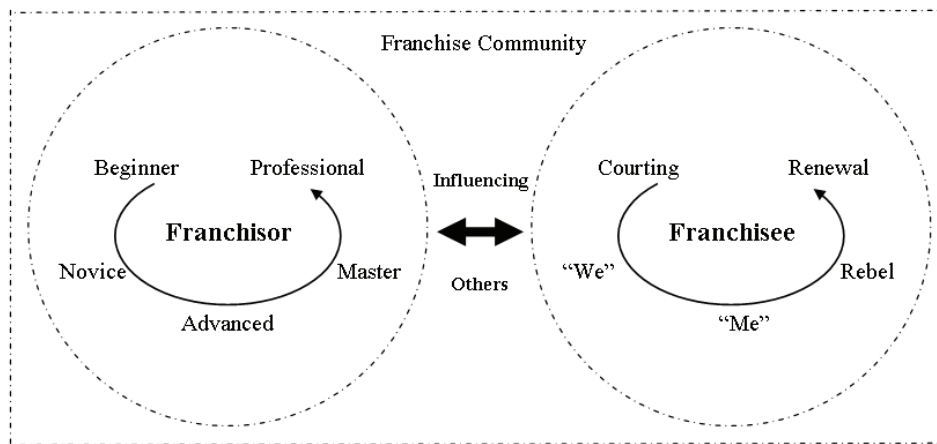 Franchise Community
Beginner
Professional
Franchisor
Novice
Master
Advanced
Influencing
Others
Courting
Renewal
Franchisee
“We”
Rebel
“Me”